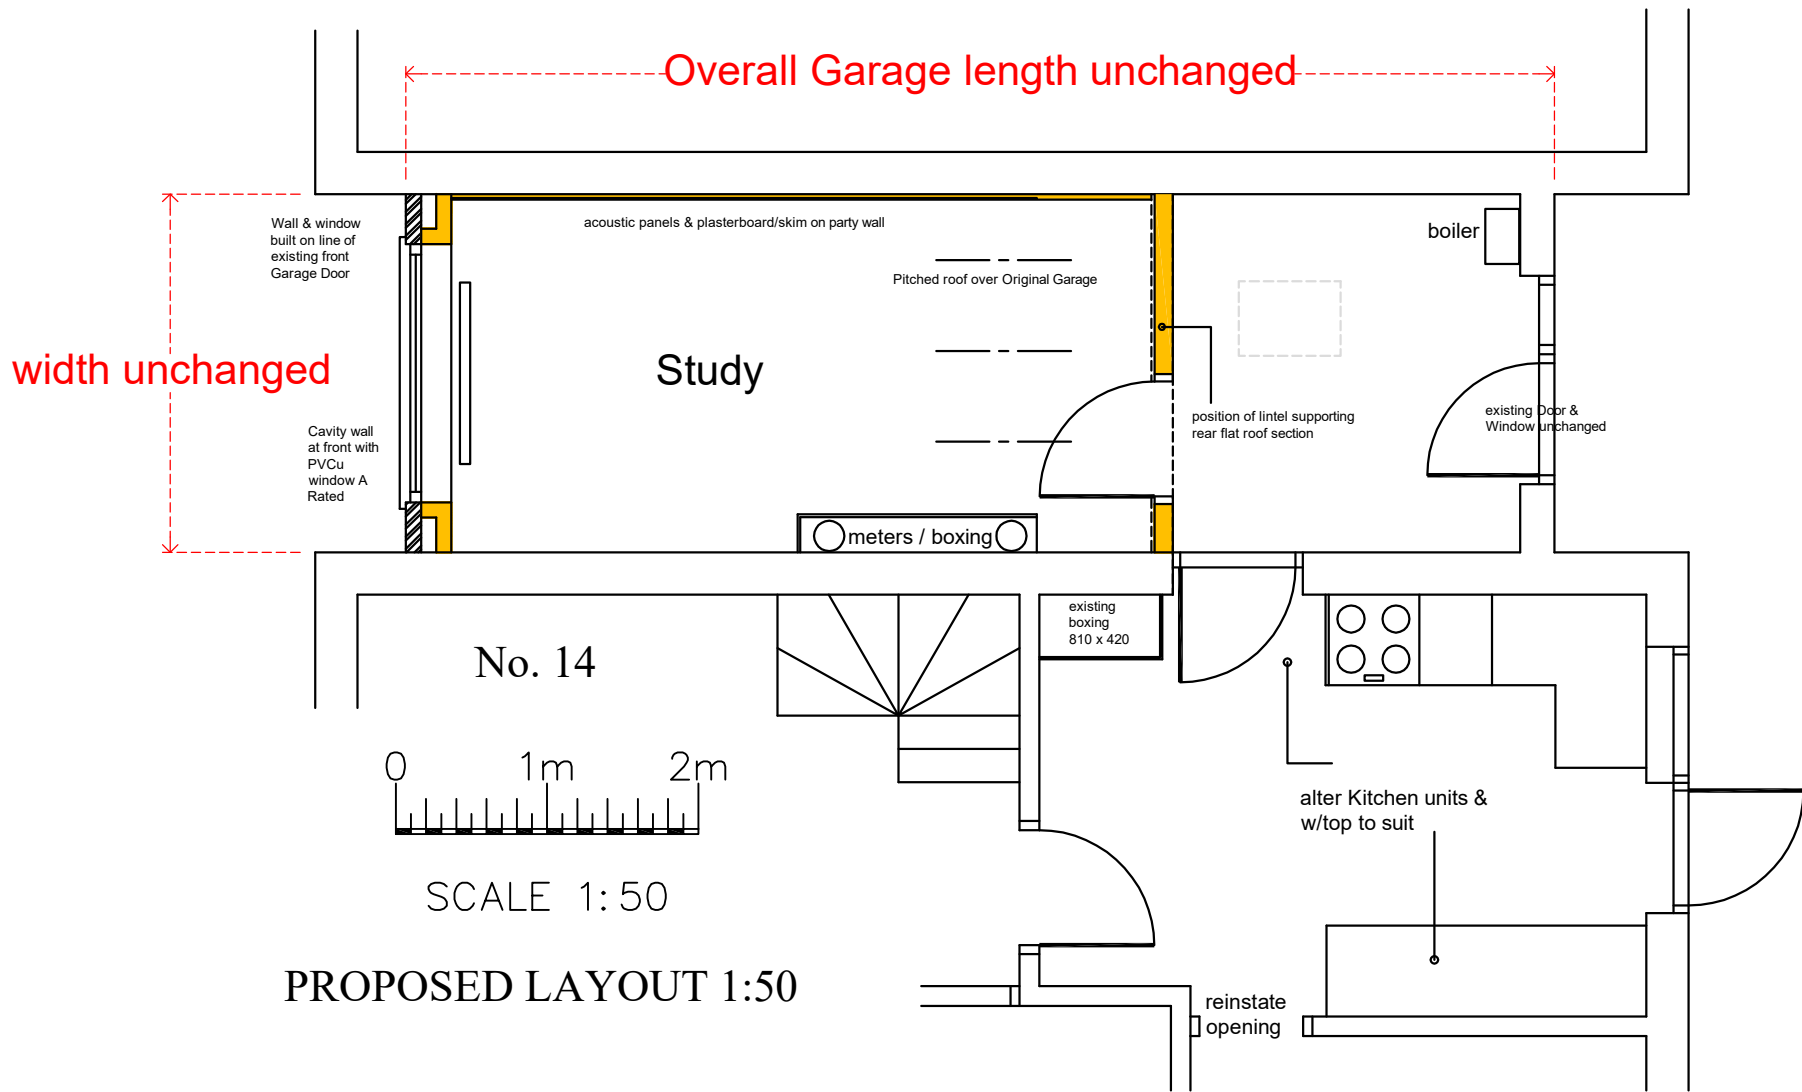 Overall Garage length unchanged
Wall & window
built on line of
existing front
Garage Door
acoustic panels & plasterboard/skim on party wall
boiler
Pitched roof over Original Garage
width unchanged
Study
position of lintel supporting
rear flat roof section
existing Door &
Window unchanged
Cavity wall
at front with
PVCu
window A
Rated
meters / boxing
existing
boxing
810 x 420
No. 14
0 1m 2m
SCALE 1:50
alter Kitchen units &
w/top to suit
PROPOSED LAYOUT 1:50
reinstate
opening